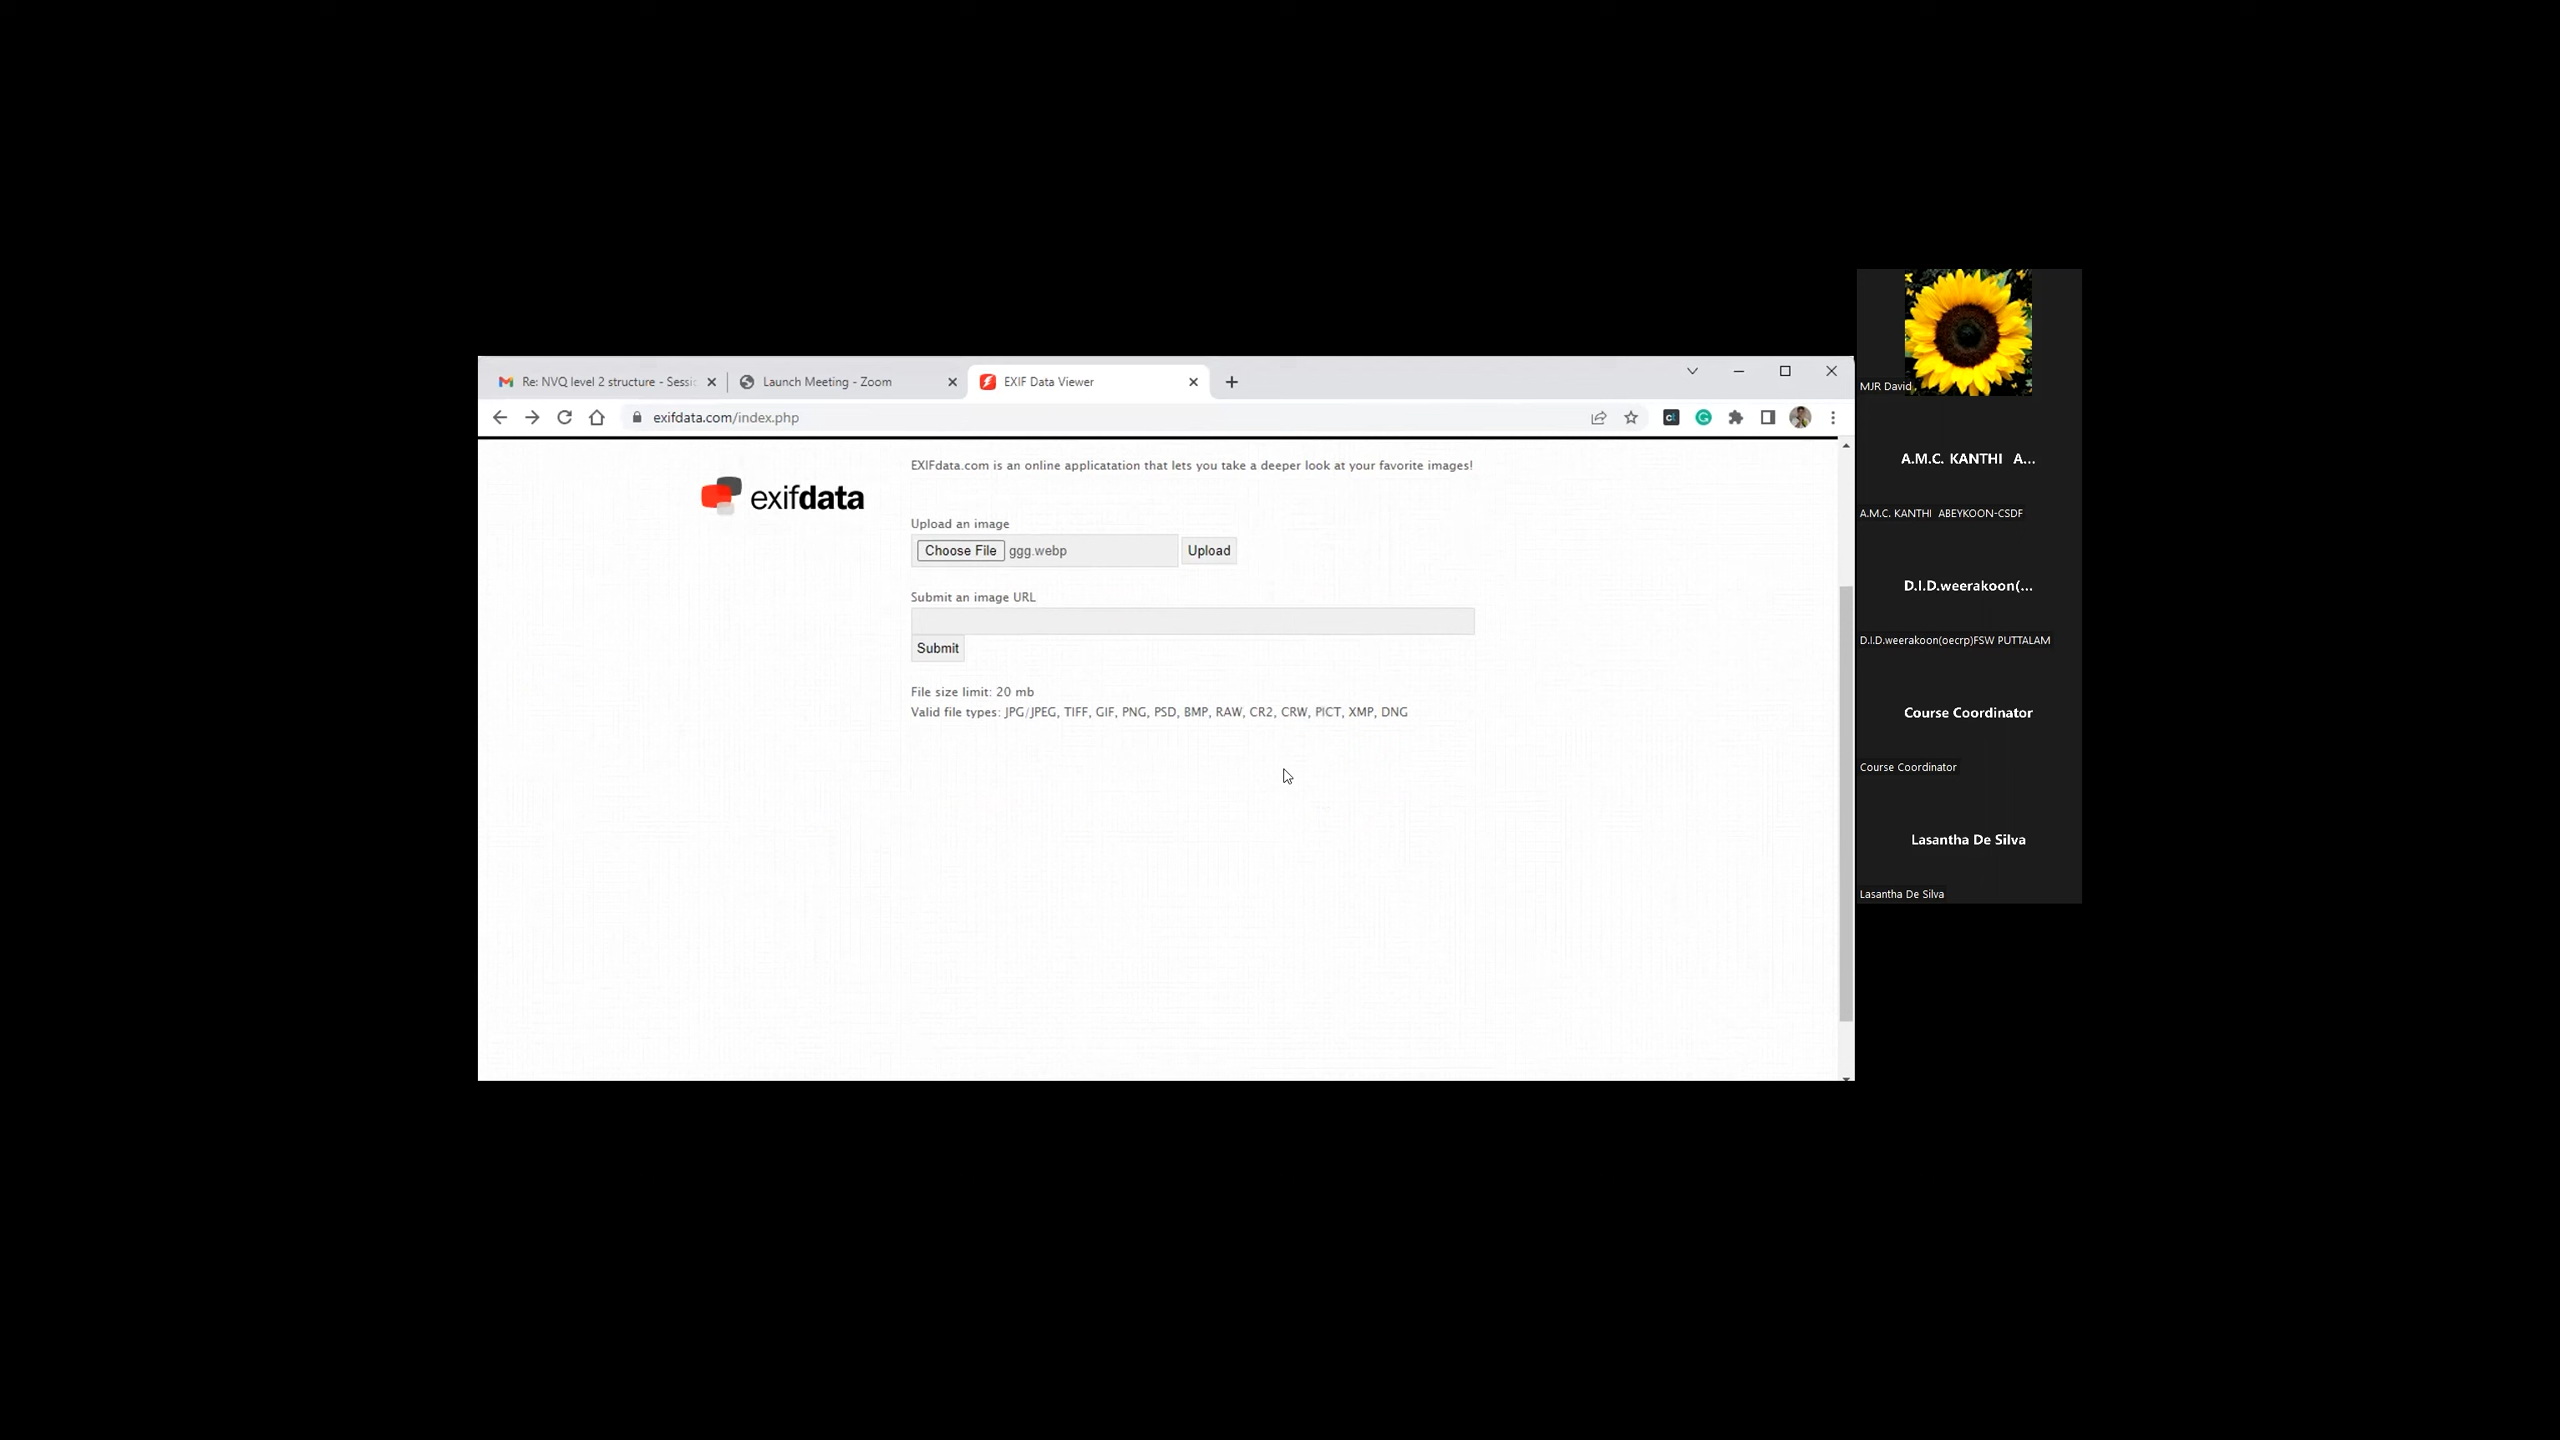 Re: NVQ level 2 structure - Sessi
Launch Meeting - Zoom
EXIF Data Viewer
exifdata.com/index.php
EXIFdata.com is an online applicatation that lets you take a deeper look at your favorite images!
exifdata
Upload an image
Choose File ggg.webp Upload
Submit an image URL
Submit
File size limit: 20 mb
Valid file types: JPG/JPEG, TIFF, GIF, PNG, PSD, BMP, RAW, CR2, CRW, PICT, XMP, DNG
MJR David
A.M.C. KANTHI A...
A.M.C. KANTHI ABEYKOON-CSDF
D.I.D.weerakoon(...
D.I.D.weerakoon(oecrp)FSW PUTTALAM
Course Coordinator
Course Coordinator
Lasantha De Silva
Lasantha De Silva